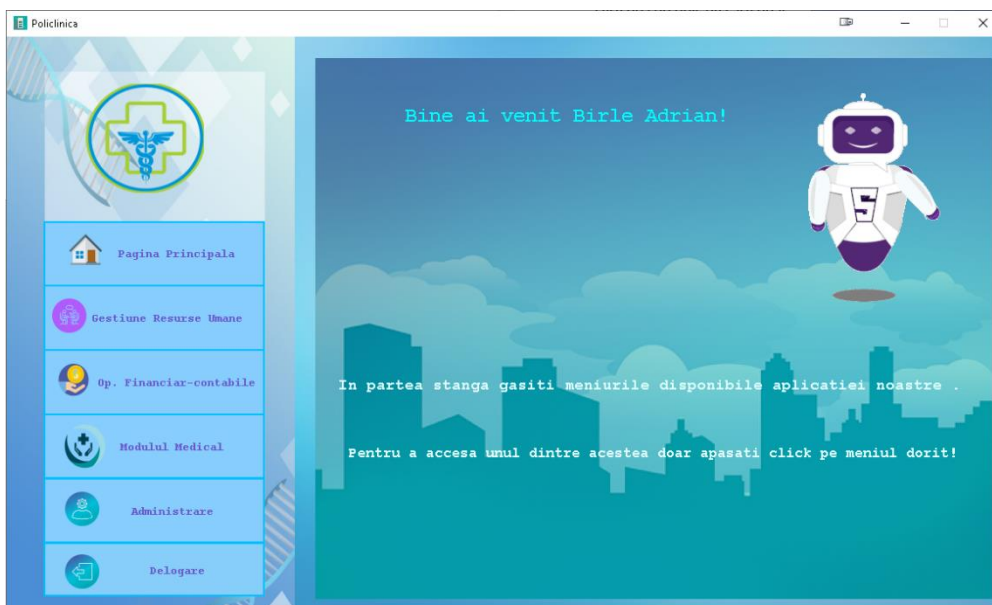 Policlinica
Bine ai venit Birle Adrian!
S
Pagina Principala
Gestiune Resurse Umane
Op. Financiar-contabile
Modulul Medical
Administrare
Delogare
In partea stanga gasiti meniurile disponibile aplicatiei noastre .
Pentru a accesa unul dintre acestea doar apasati click pe meniul dorit!